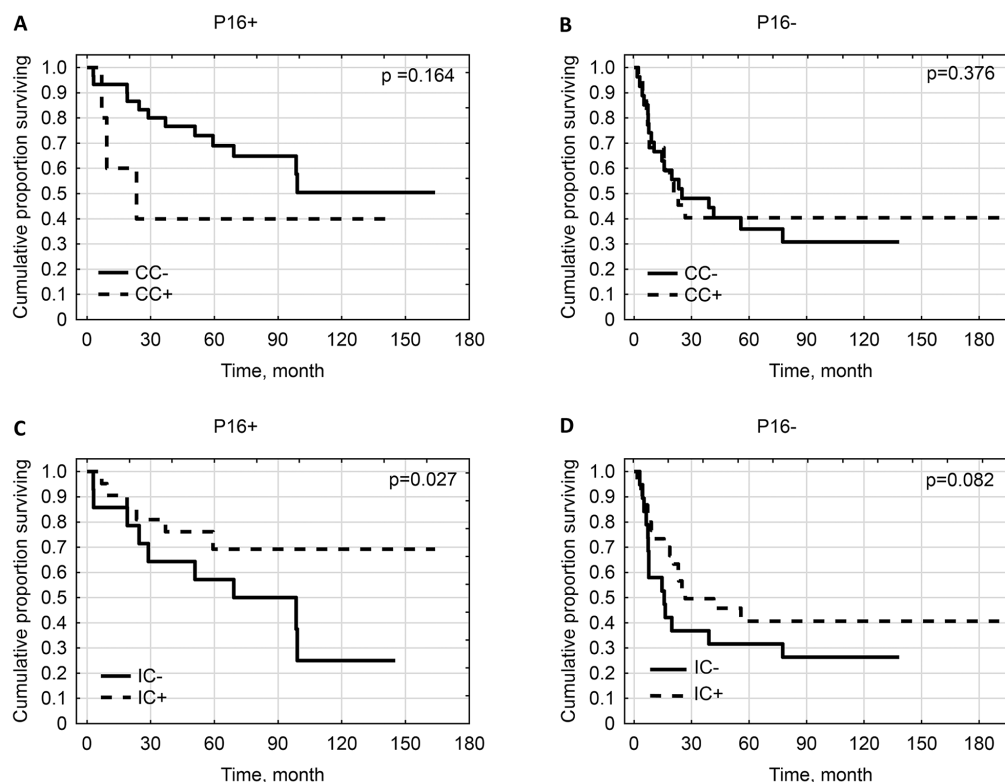 A
P16+
p =0.164
Cumulative proportion surviving
1.0
0.9
0.8
0.7
0.6
0.5
0.4
0.3
0.2
0.1
0
CC-
CC+
0 30 60 90 120 150 180
Time, month
B
P16-
p=0.376
Cumulative proportion surviving
1.0
0.9
0.8
0.7
0.6
0.5
0.4
0.3
0.2
0.1
0
CC-
CC+
0 30 60 90 120 150 180
Time, month
C
P16+
p=0.027
Cumulative proportion surviving
1.0
0.9
0.8
0.7
0.6
0.5
0.4
0.3
0.2
0.1
0
IC-
IC+
0 30 60 90 120 150 180
Time, month
D
P16-
p=0.082
Cumulative proportion surviving
1.0
0.9
0.8
0.7
0.6
0.5
0.4
0.3
0.2
0.1
0
IC-
IC+
0 30 60 90 120 150 180
Time, month